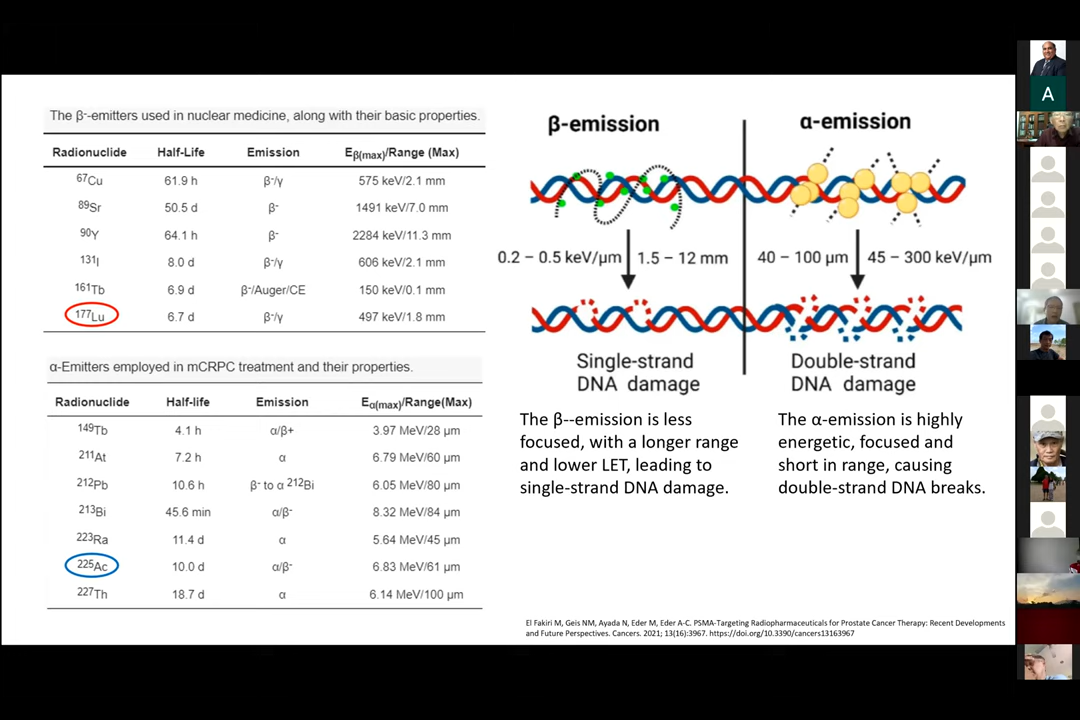 The β⁻-emitters used in nuclear medicine, along with their basic properties.
Radionuclide Half-Life Emission Eβ(max)/Range (Max)
⁶⁷Cu 61.9 h β⁻/γ 575 keV/2.1 mm
⁸⁹Sr 50.5 d β⁻ 1491 keV/7.0 mm
⁹⁰Y 64.1 h β⁻ 2284 keV/11.3 mm
¹³¹I 8.0 d β⁻/γ 606 keV/2.1 mm
¹⁶¹Tb 6.9 d β⁻/Auger/CE 150 keV/0.1 mm
¹⁷⁷Lu 6.7 d β⁻/γ 497 keV/1.8 mm
α-Emitters employed in mCRPC treatment and their properties.
Radionuclide Half-life Emission Eα(max)/Range(Max)
¹⁴⁹Tb 4.1 h α/β+ 3.97 MeV/28 µm
²¹¹At 7.2 h α 6.79 MeV/60 µm
²¹²Pb 10.6 h β⁻ to α ²¹²Bi 6.05 MeV/80 µm
²¹³Bi 45.6 min α/β⁻ 8.32 MeV/84 µm
²²³Ra 11.4 d α 5.64 MeV/45 µm
²²⁵Ac 10.0 d α/β⁻ 6.83 MeV/61 µm
²²⁷Th 18.7 d α 6.14 MeV/100 µm
β-emission
α-emission
0.2 – 0.5 keV/µm 1.5 – 12 mm
40 – 100 µm 45 – 300 keV/µm
Single-strand
DNA damage
Double-strand
DNA damage
The β--emission is less
focused, with a longer range
and lower LET, leading to
single-strand DNA damage.
The α-emission is highly
energetic, focused and
short in range, causing
double-strand DNA breaks.
El Fakiri M, Geis NM, Ayada N, Eder M, Eder A-C. PSMA-Targeting Radiopharmaceuticals for Prostate Cancer Therapy: Recent Developments
and Future Perspectives. Cancers. 2021; 13(16):3967. https://doi.org/10.3390/cancers13163967
A